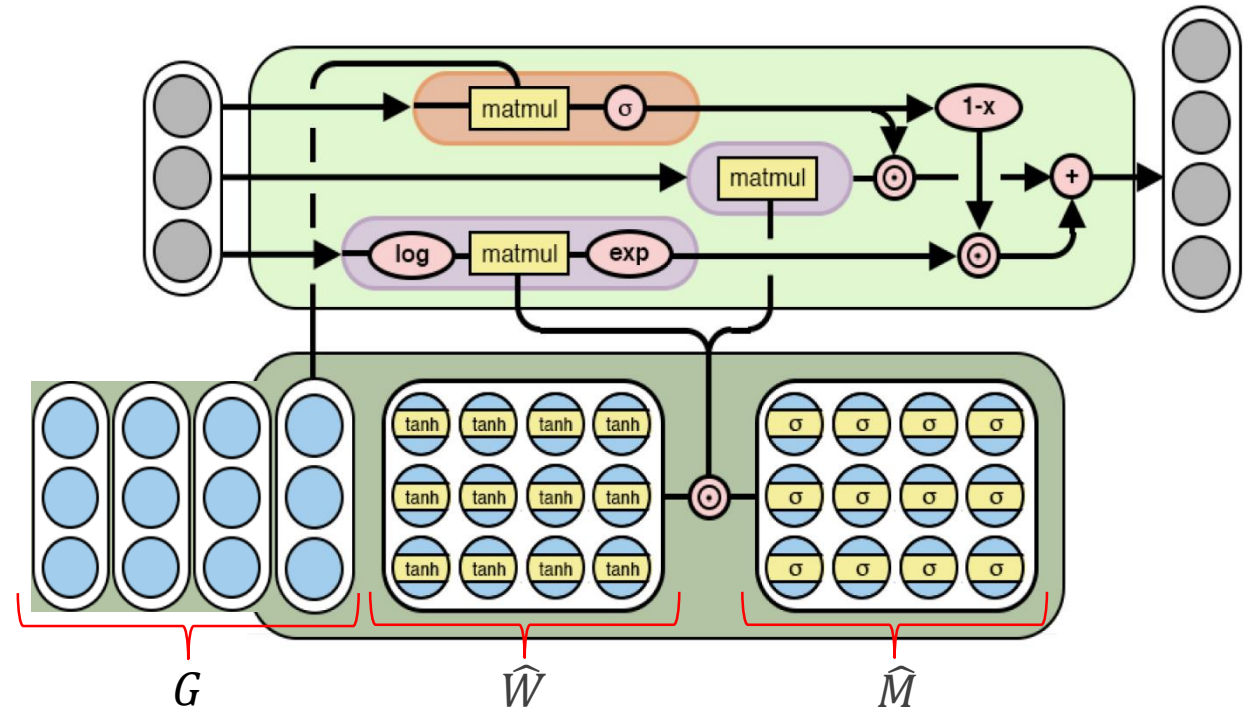 matmul σ 1-x
matmul +
log matmul exp
tanh tanh tanh tanh σ σ σ σ
tanh tanh tanh tanh σ σ σ σ
tanh tanh tanh tanh σ σ σ σ
G Ŵ M̂